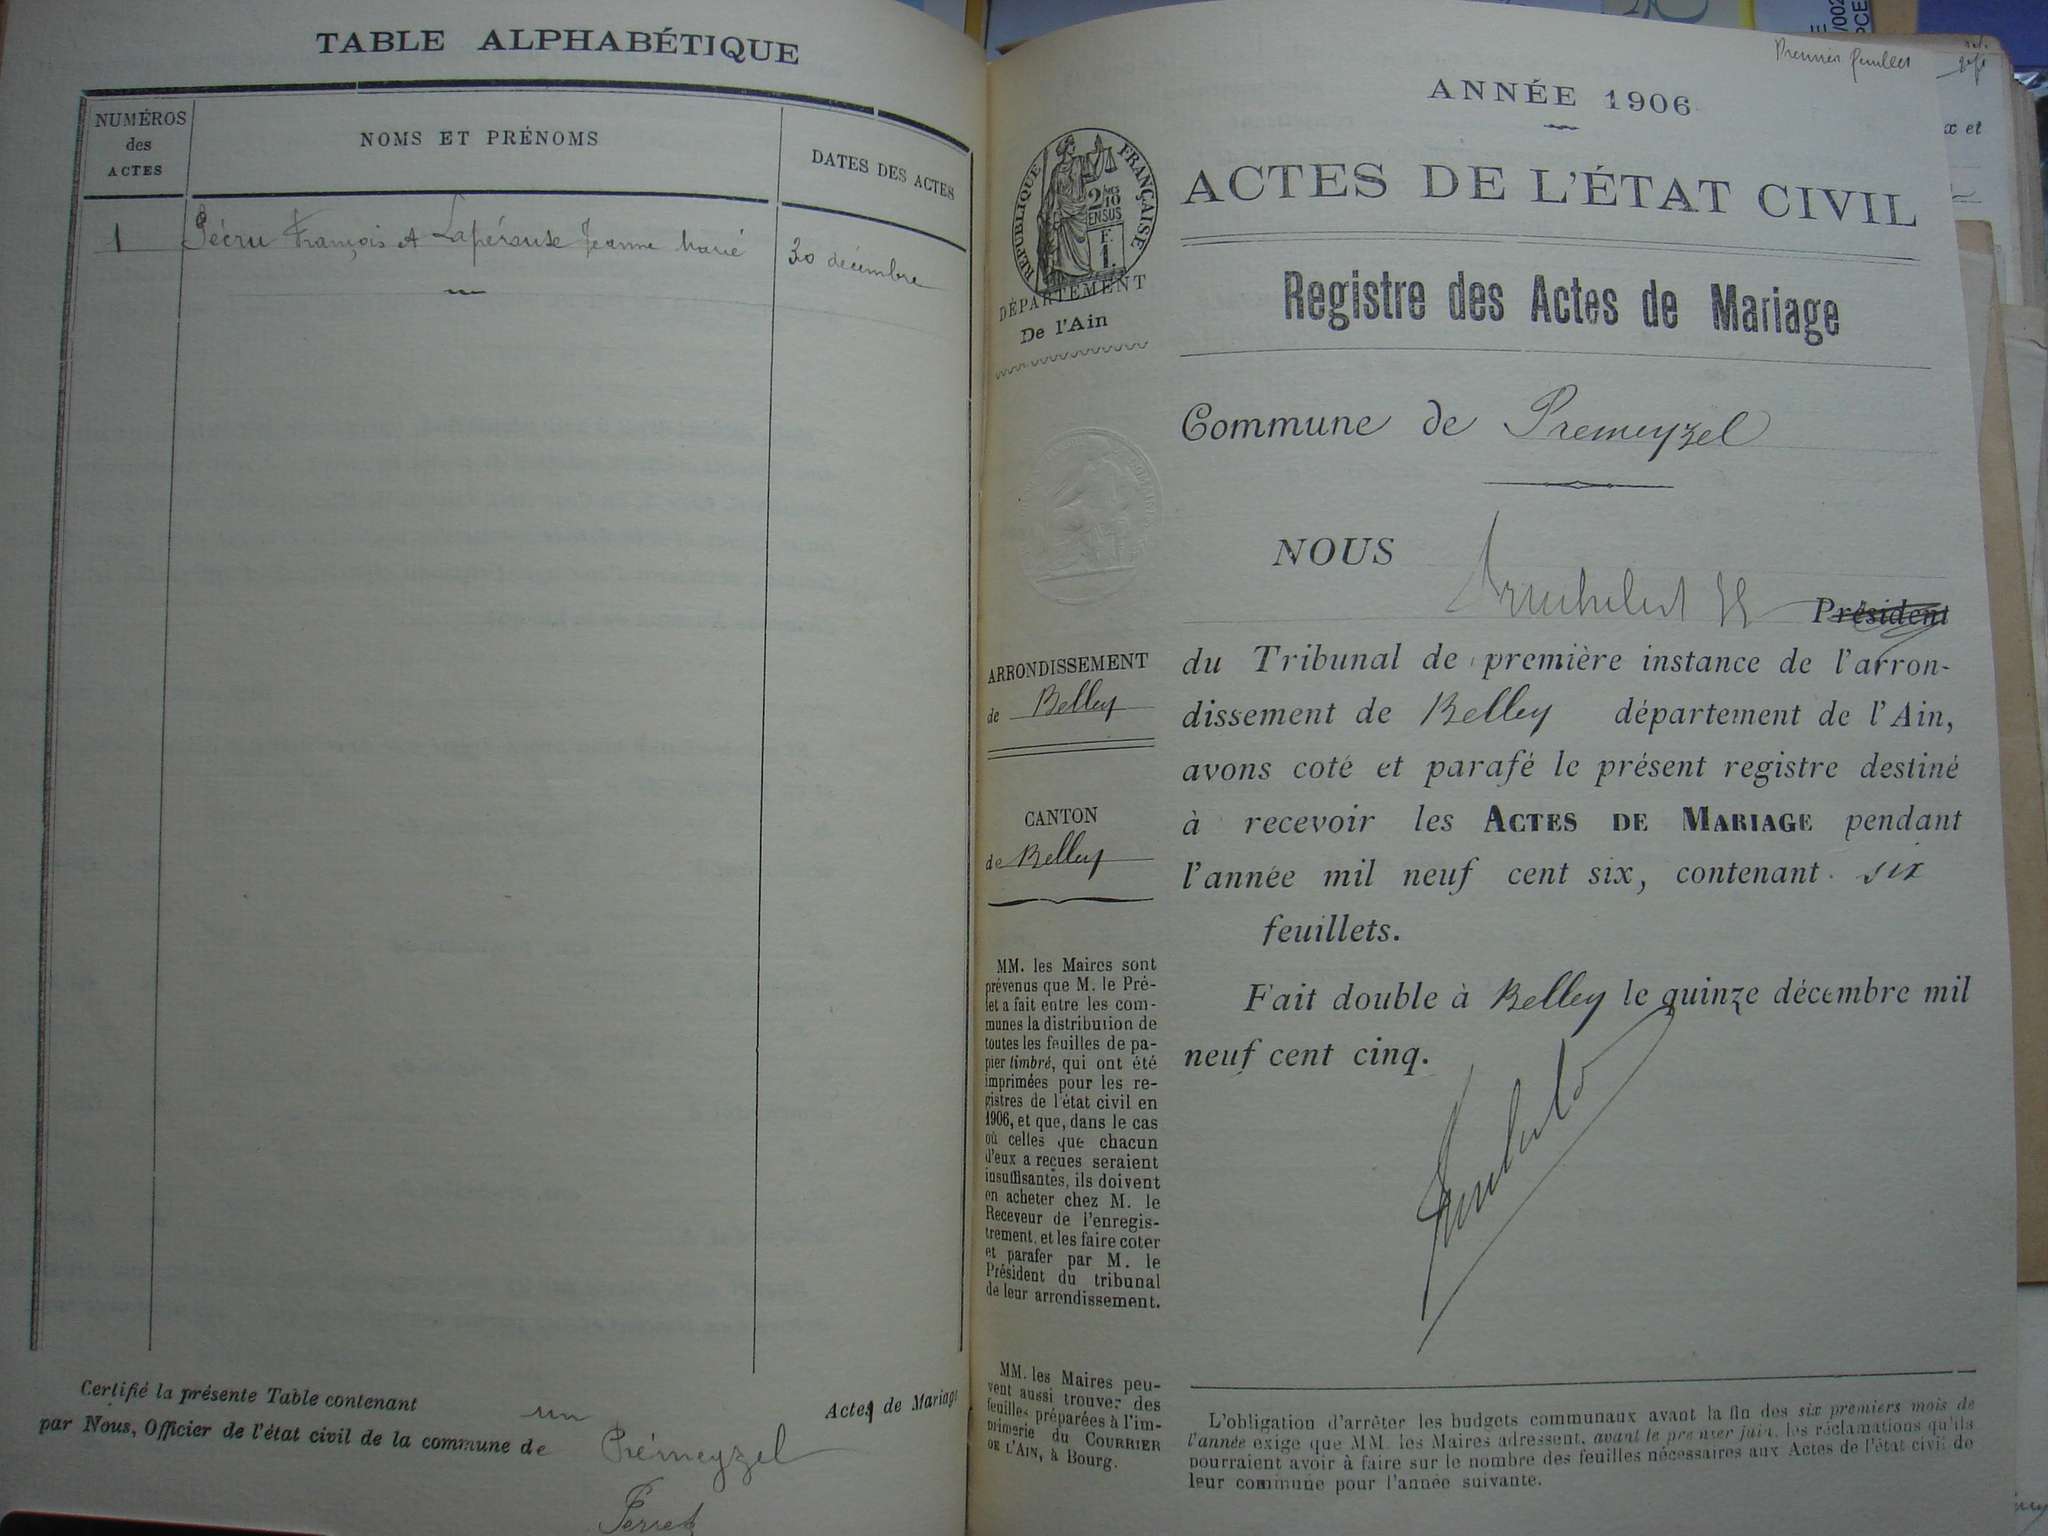 TABLE ALPHABÉTIQUE
NUMÉROS
des
ACTES
NOMS ET PRÉNOMS
DATES DES ACTES
1 Pécru François et Lapérouse Jeanne Marie 30 décembre
Certifié la présente Table contenant un Actes de Mariage
par Nous, Officier de l'état civil de la commune de Prémeyzel
Perret
Premier feuillet
ANNÉE 1906
ACTES DE L'ÉTAT CIVIL
Registre des Actes de Mariage
RÉPUBLIQUE FRANÇAISE
2/10
EN SUS
F.
1.
DÉPARTEMENT
De l'Ain
Commune de Premeyzel
NOUS
Président
du Tribunal de première instance de l'arron-
dissement de Belley département de l'Ain,
avons coté et parafé le présent registre destiné
à recevoir les ACTES DE MARIAGE pendant
l'année mil neuf cent six, contenant six
feuillets.
Fait double à Belley le quinze décembre mil
neuf cent cinq.
ARRONDISSEMENT
de Belley
CANTON
de Belley
MM. les Maires sont
prévenus que M. le Pré-
fet a fait entre les com-
munes la distribution de
toutes les feuilles de pa-
pier timbré, qui ont été
imprimées pour les re-
gistres de l'état civil en
1906, et que, dans le cas
où celles que chacun
d'eux a reçues seraient
insuffisantes, ils doivent
en acheter chez M. le
Receveur de l'enregis-
trement, et les faire coter
et parafer par M. le
Président du tribunal
de leur arrondissement.
MM. les Maires peu-
vent aussi trouver des
feuilles préparées à l'im-
primerie du COURRIER
DE L'AIN, à Bourg.
L'obligation d'arrêter les budgets communaux avant la fin des six premiers mois de
l'année exige que MM. les Maires adressent, avant le premier juin, les réclamations qu'ils
pourraient avoir à faire sur le nombre des feuilles nécessaires aux Actes de l'état civil de
leur commune pour l'année suivante.
x et